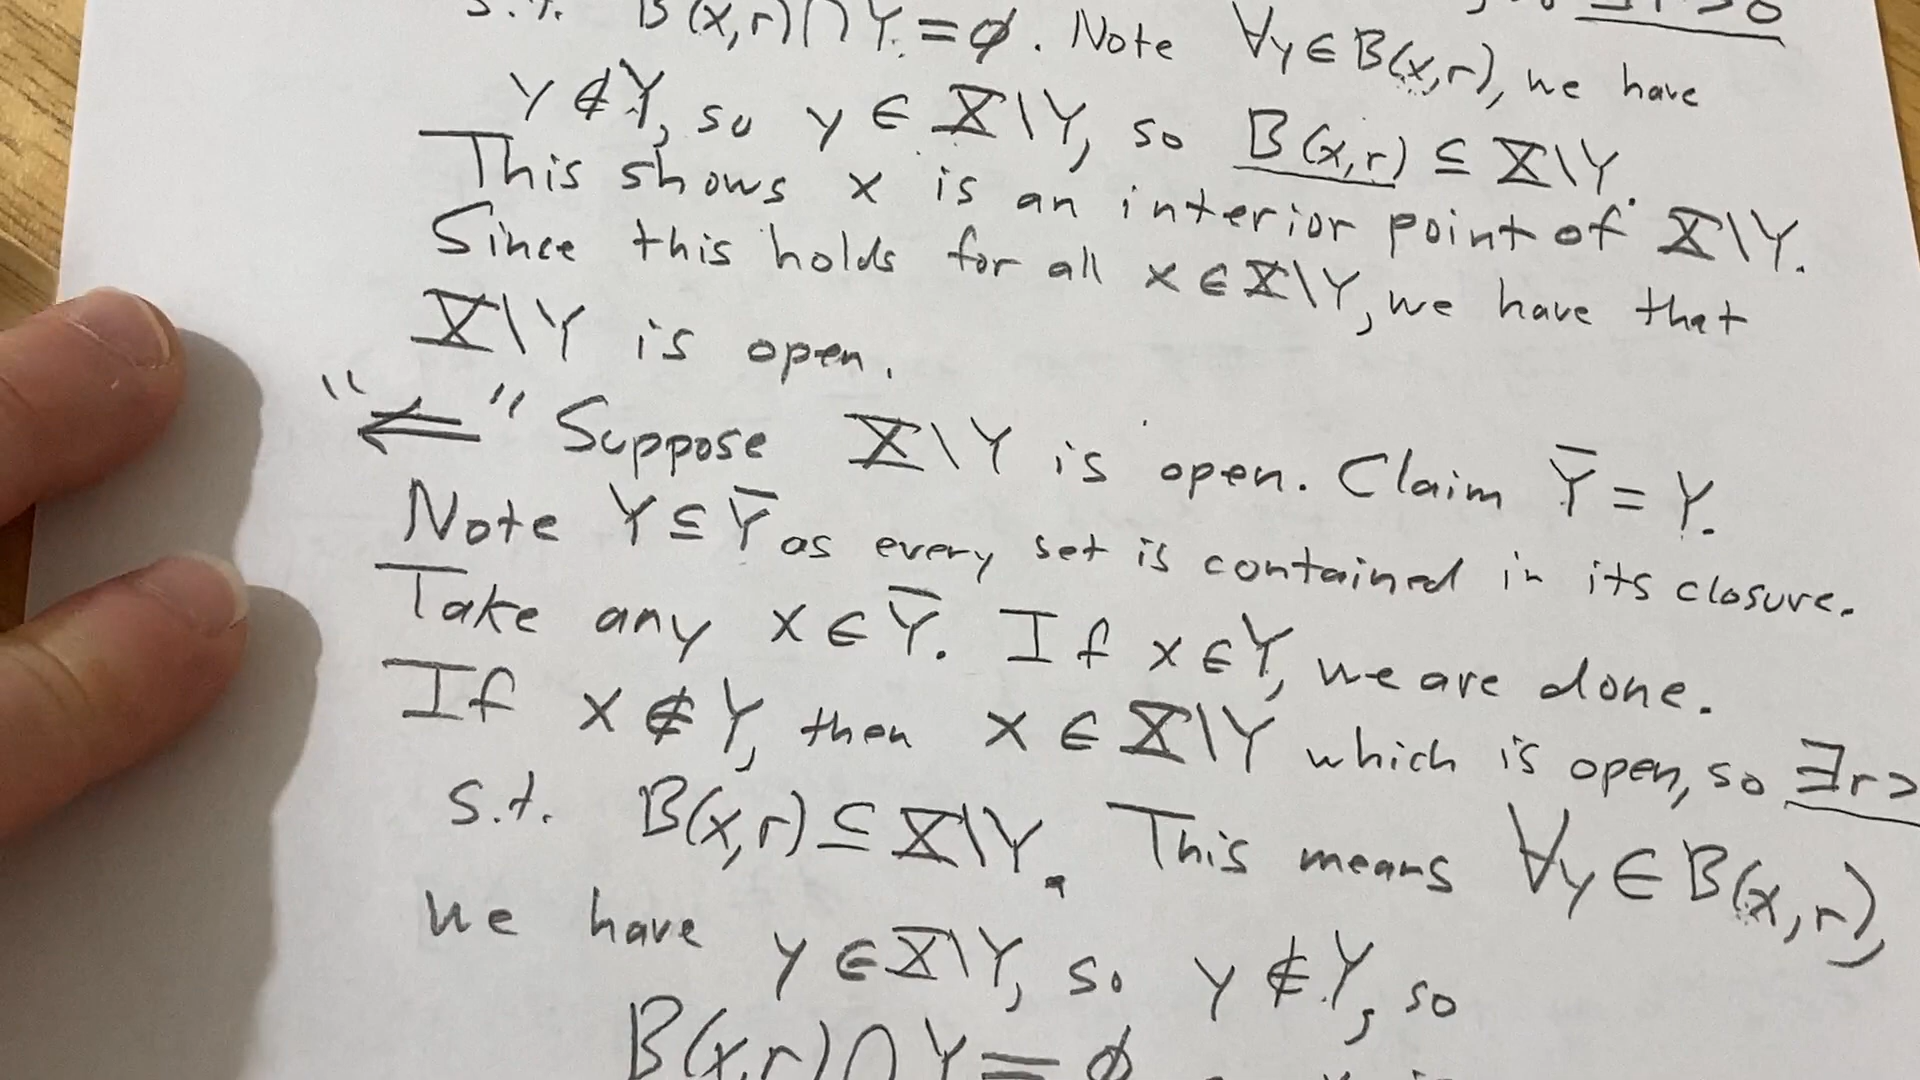 s.t. B(x,r)∩Y=∅. Note ∀y∈B(x,r), we have >0
y∉Y, so y∈X\Y, so B(x,r)⊆X\Y.
This shows x is an interior point of X\Y.
Since this holds for all x∈X\Y, we have that
X\Y is open.
"⟸" Suppose X\Y is open. Claim Y̅=Y.
Note Y⊆Y̅ as every set is contained in its closure.
Take any x∈Y̅. If x∈Y, we are done.
If x∉Y, then x∈X\Y which is open, so ∃r>
s.t. B(x,r)⊆X\Y. This means ∀y∈B(x,r),
we have y∈X\Y, so y∉Y, so
B(x,r)∩Y=∅